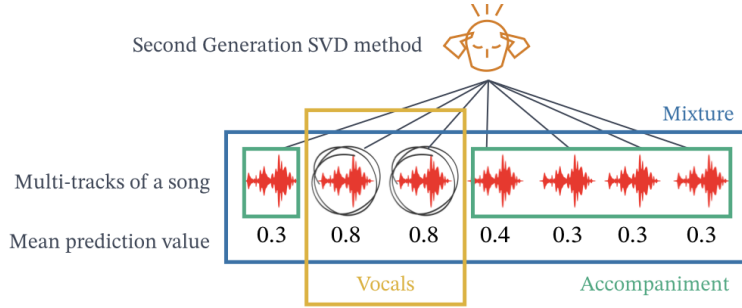 Second Generation SVD method
Mixture
Multi-tracks of a song
Mean prediction value 0.3 0.8 0.8 0.4 0.3 0.3 0.3
Vocals Accompaniment